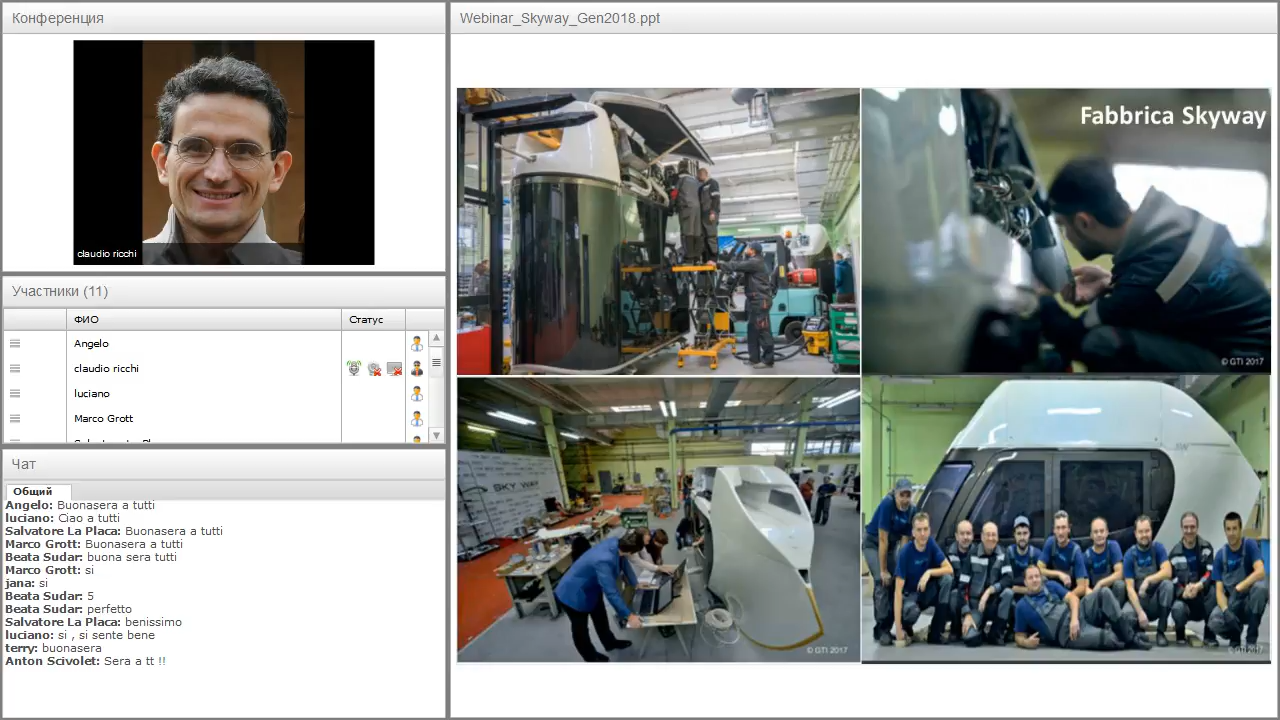 Конференция
claudio ricchi
Участники (11)
ФИО
Статус
Angelo
claudio ricchi
luciano
Marco Grott
Чат
Общий
Angelo: Buonasera a tutti
luciano: Ciao a tutti
Salvatore La Placa: Buonasera a tutti
Marco Grott: Buonasera a tutti
Beata Sudar: buona sera tutti
Marco Grott: si
jana: si
Beata Sudar: 5
Beata Sudar: perfetto
Salvatore La Placa: benissimo
luciano: si , si sente bene
terry: buonasera
Anton Scivolet: Sera a tt !!
Webinar_Skyway_Gen2018.ppt
Fabbrica Skyway
© GTI 2017
SKY WAY
© GTI 2017
SW
© GTI 2017